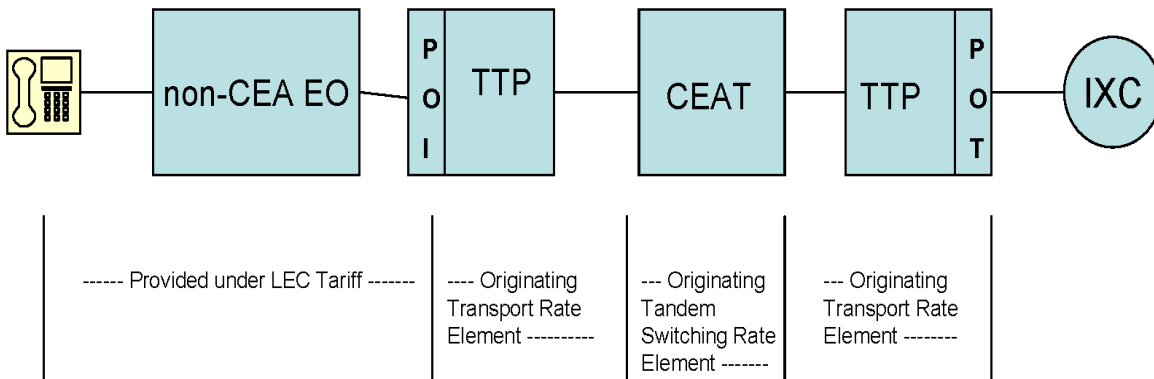 non-CEA EO
P
O
I
TTP
CEAT
TTP
P
O
T
IXC
------ Provided under LEC Tariff -------
---- Originating
Transport Rate
Element ----------
--- Originating
Tandem
Switching Rate
Element -------
--- Originating
Transport Rate
Element --------